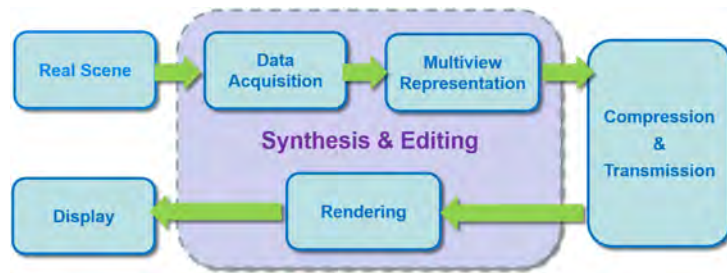 Real Scene
Data
Acquisition
Multiview
Representation
Compression
&
Transmission
Synthesis & Editing
Display
Rendering